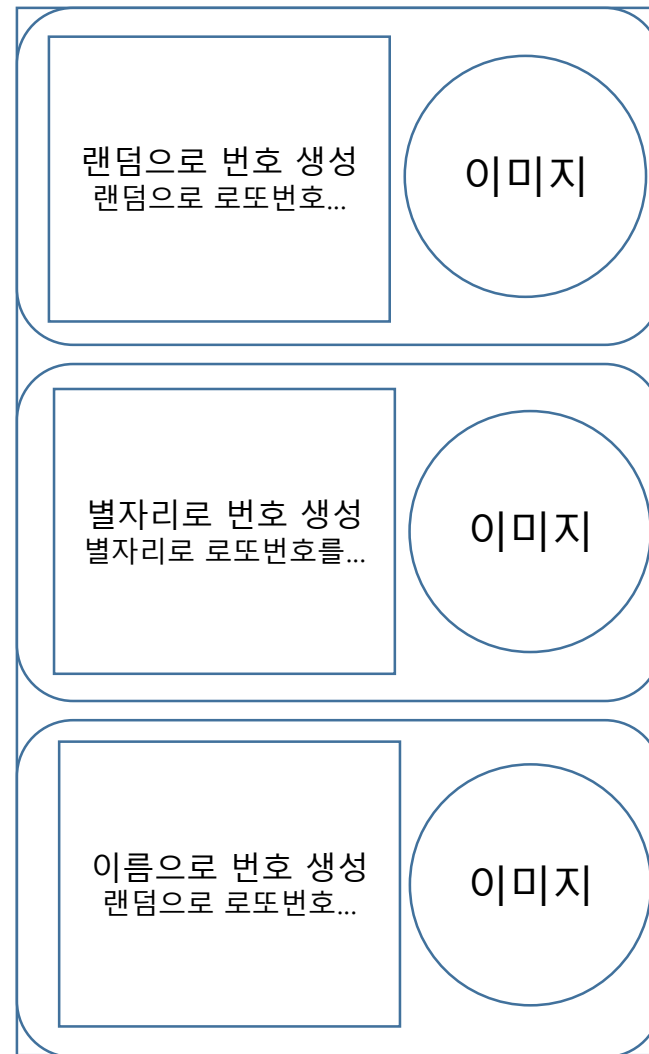 랜덤으로 번호 생성
랜덤으로 로또번호...
이미지
별자리로 번호 생성
별자리로 로또번호를...
이미지
이름으로 번호 생성
랜덤으로 로또번호...
이미지